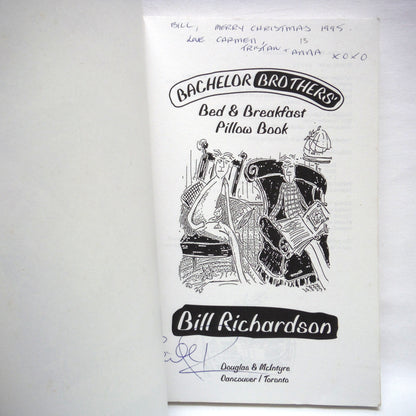 BILL, MERRY CHRISTMAS 1995.
LOVE CARMEN,
TRISTAN + ANNA XOXO
BACHELOR BROTHERS'
Bed & Breakfast
Pillow Book
Bill Richardson
Douglas & McIntyre
Vancouver / Toronto